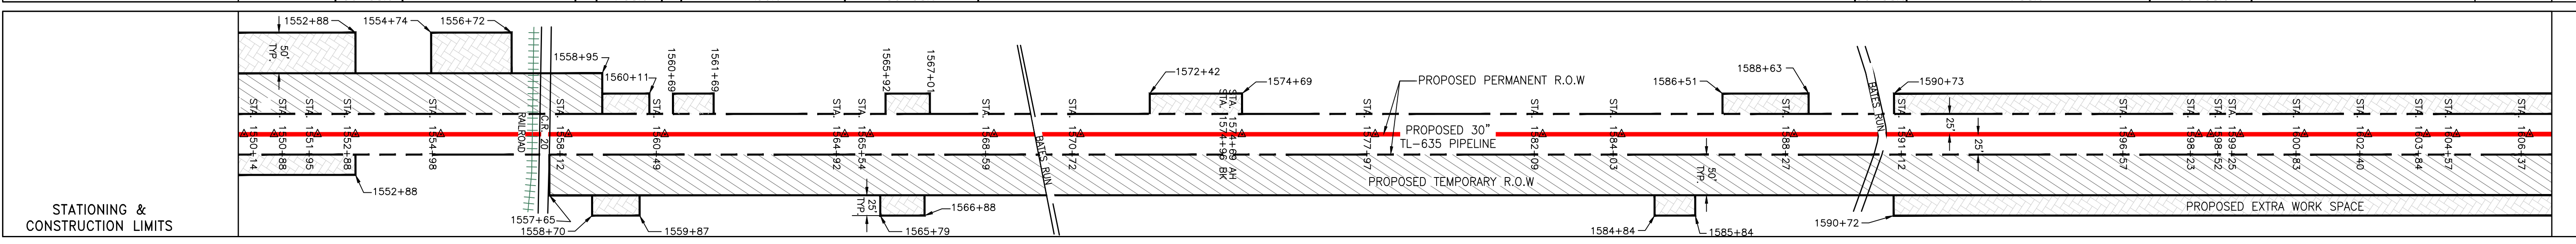 1552+88
1554+74
1556+72
50'
TYP.
1558+95
1560+11
1560+69
1561+69
1565+92
1567+01
1572+42
1574+69
1586+51
1588+63
1590+73
PROPOSED PERMANENT R.O.W
STA. 1550+14
STA. 1550+88
STA. 1551+95
STA. 1552+88
STA. 1554+98
RAILROAD
C.R. 20
STA. 1558+12
STA. 1560+49
STA. 1564+92
STA. 1565+54
STA. 1568+59
BATES RUN
STA. 1570+72
STA. 1574+96 BK
STA. 1574+69 AH
STA. 1577+97
PROPOSED 30"
TL-635 PIPELINE
STA. 1582+09
STA. 1584+03
STA. 1588+27
BATES RUN
STA. 1591+12
25'
25'
STA. 1596+57
STA. 1598+23
STA. 1598+52
STA. 1599+25
STA. 1600+83
STA. 1602+40
STA. 1603+84
STA. 1604+57
STA. 1606+37
1552+88
PROPOSED TEMPORARY R.O.W
50'
TYP.
STATIONING &
CONSTRUCTION LIMITS
1557+65
1558+70
1559+87
25'
TYP.
1565+79
1566+88
1584+84
1585+84
1590+72
PROPOSED EXTRA WORK SPACE